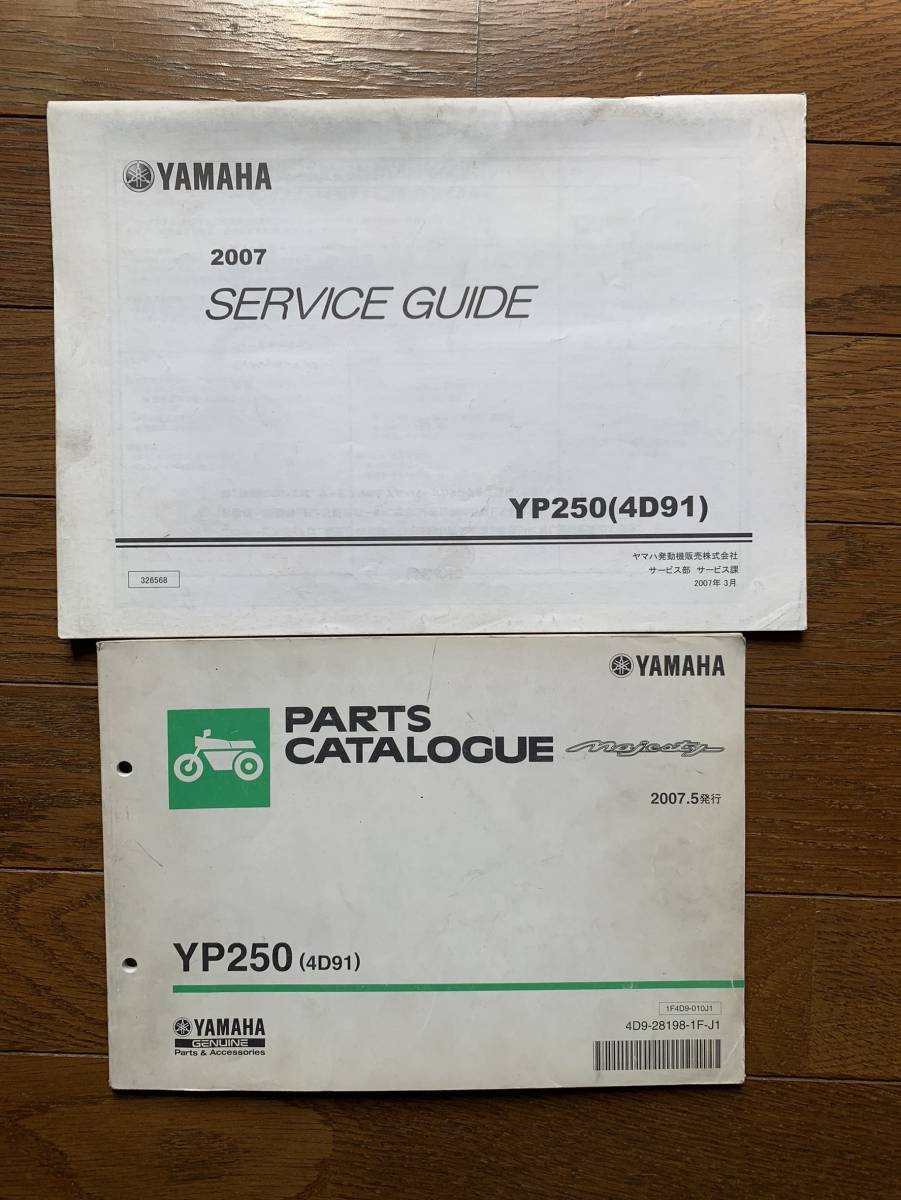 YAMAHA
2007
SERVICE GUIDE
YP250(4D91)
ヤマハ発動機販売株式会社
サービス部 サービス課
2007年 3月
326568
YAMAHA
PARTS
CATALOGUE
Majesty
2007.5発行
YP250 (4D91)
1F4D9-010J1
4D9-28198-1F-J1
YAMAHA
GENUINE
Parts & Accessories